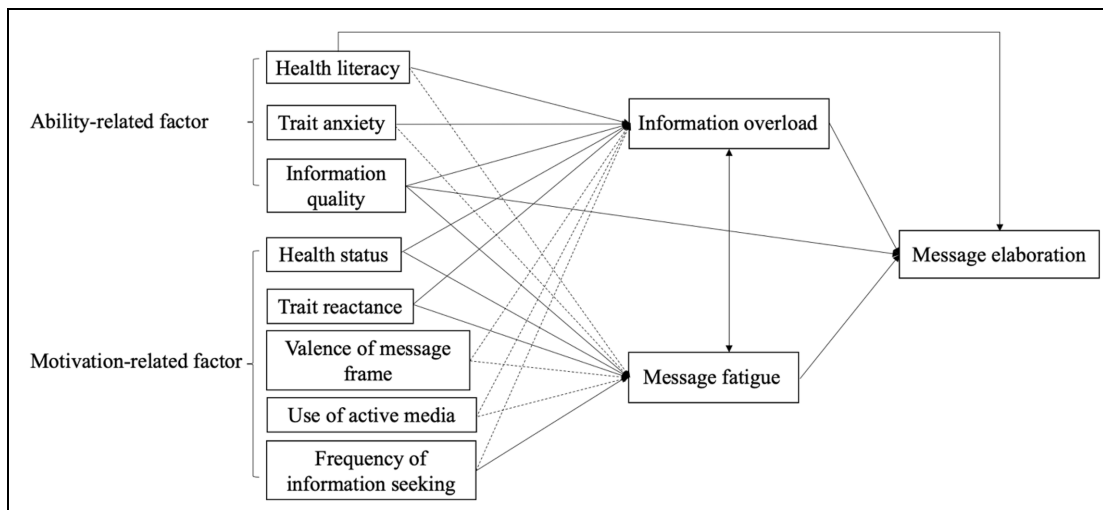 Ability-related factor
Health literacy
Trait anxiety
Information
quality
Motivation-related factor
Health status
Trait reactance
Valence of message
frame
Use of active media
Frequency of
information seeking
Information overload
Message fatigue
Message elaboration